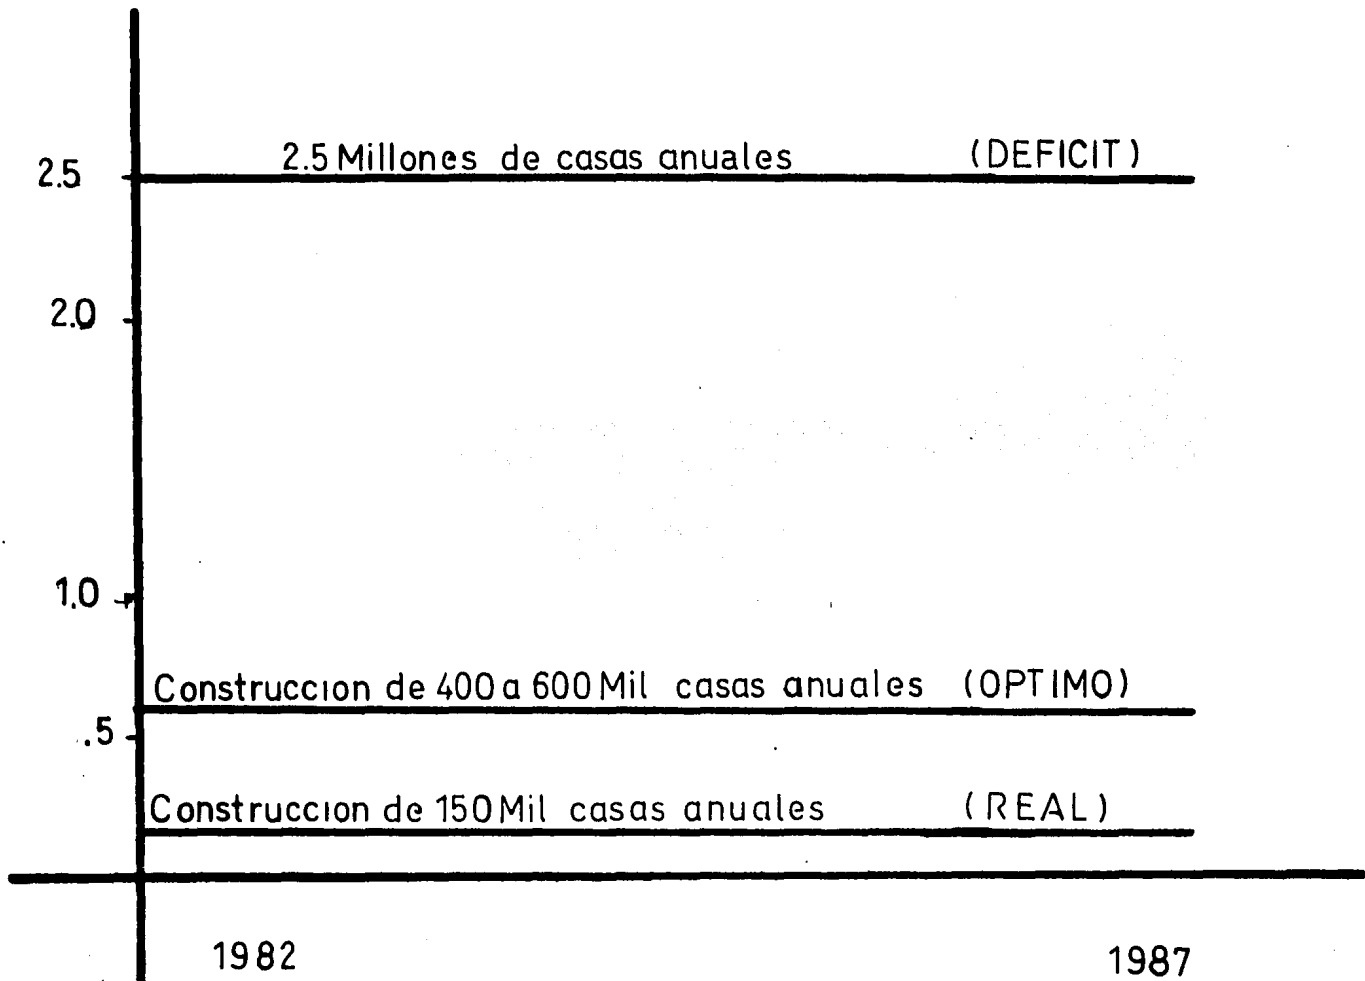 2.5 Millones de casas anuales (DEFICIT)
2.5
2.0
1.0
Construccion de 400 a 600 Mil casas anuales (OPTIMO)
.5
Construccion de 150 Mil casas anuales (REAL)
1982 1987